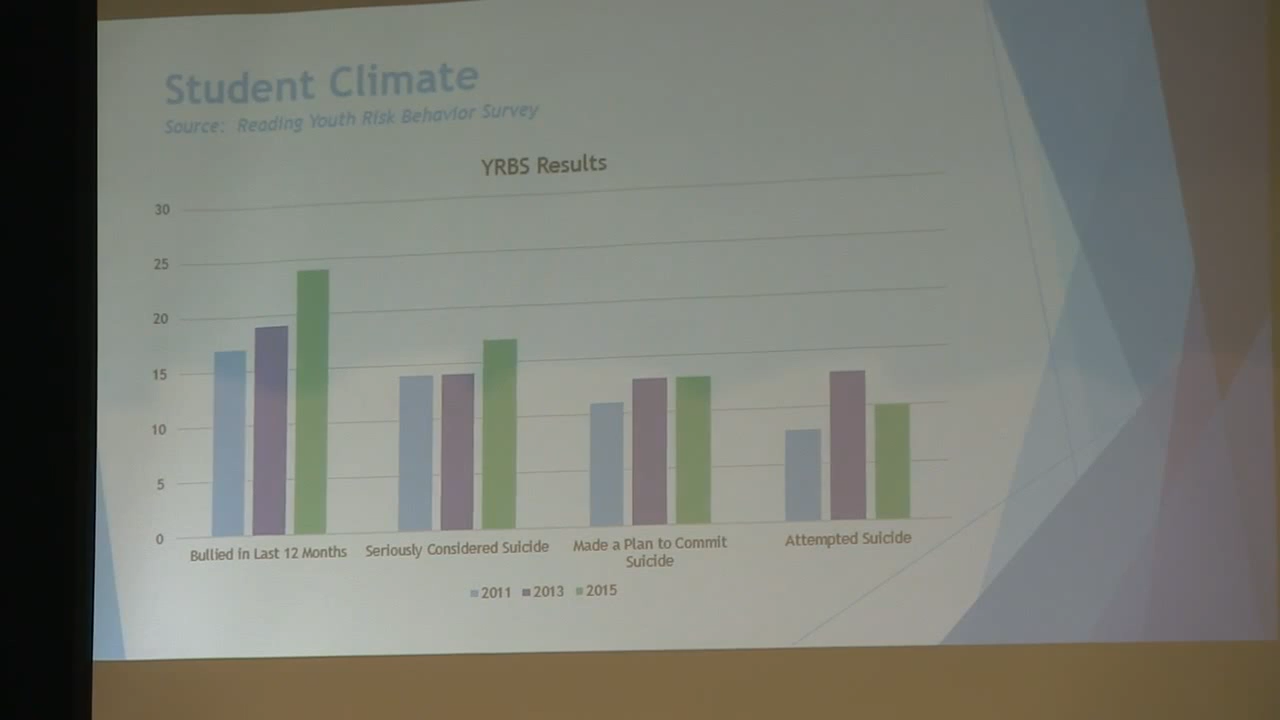 Student Climate
Source: Reading Youth Risk Behavior Survey
YRBS Results
30
25
20
15
10
5
0
Bullied in Last 12 Months
Seriously Considered Suicide
Made a Plan to Commit
Suicide
Attempted Suicide
2011 2013 2015